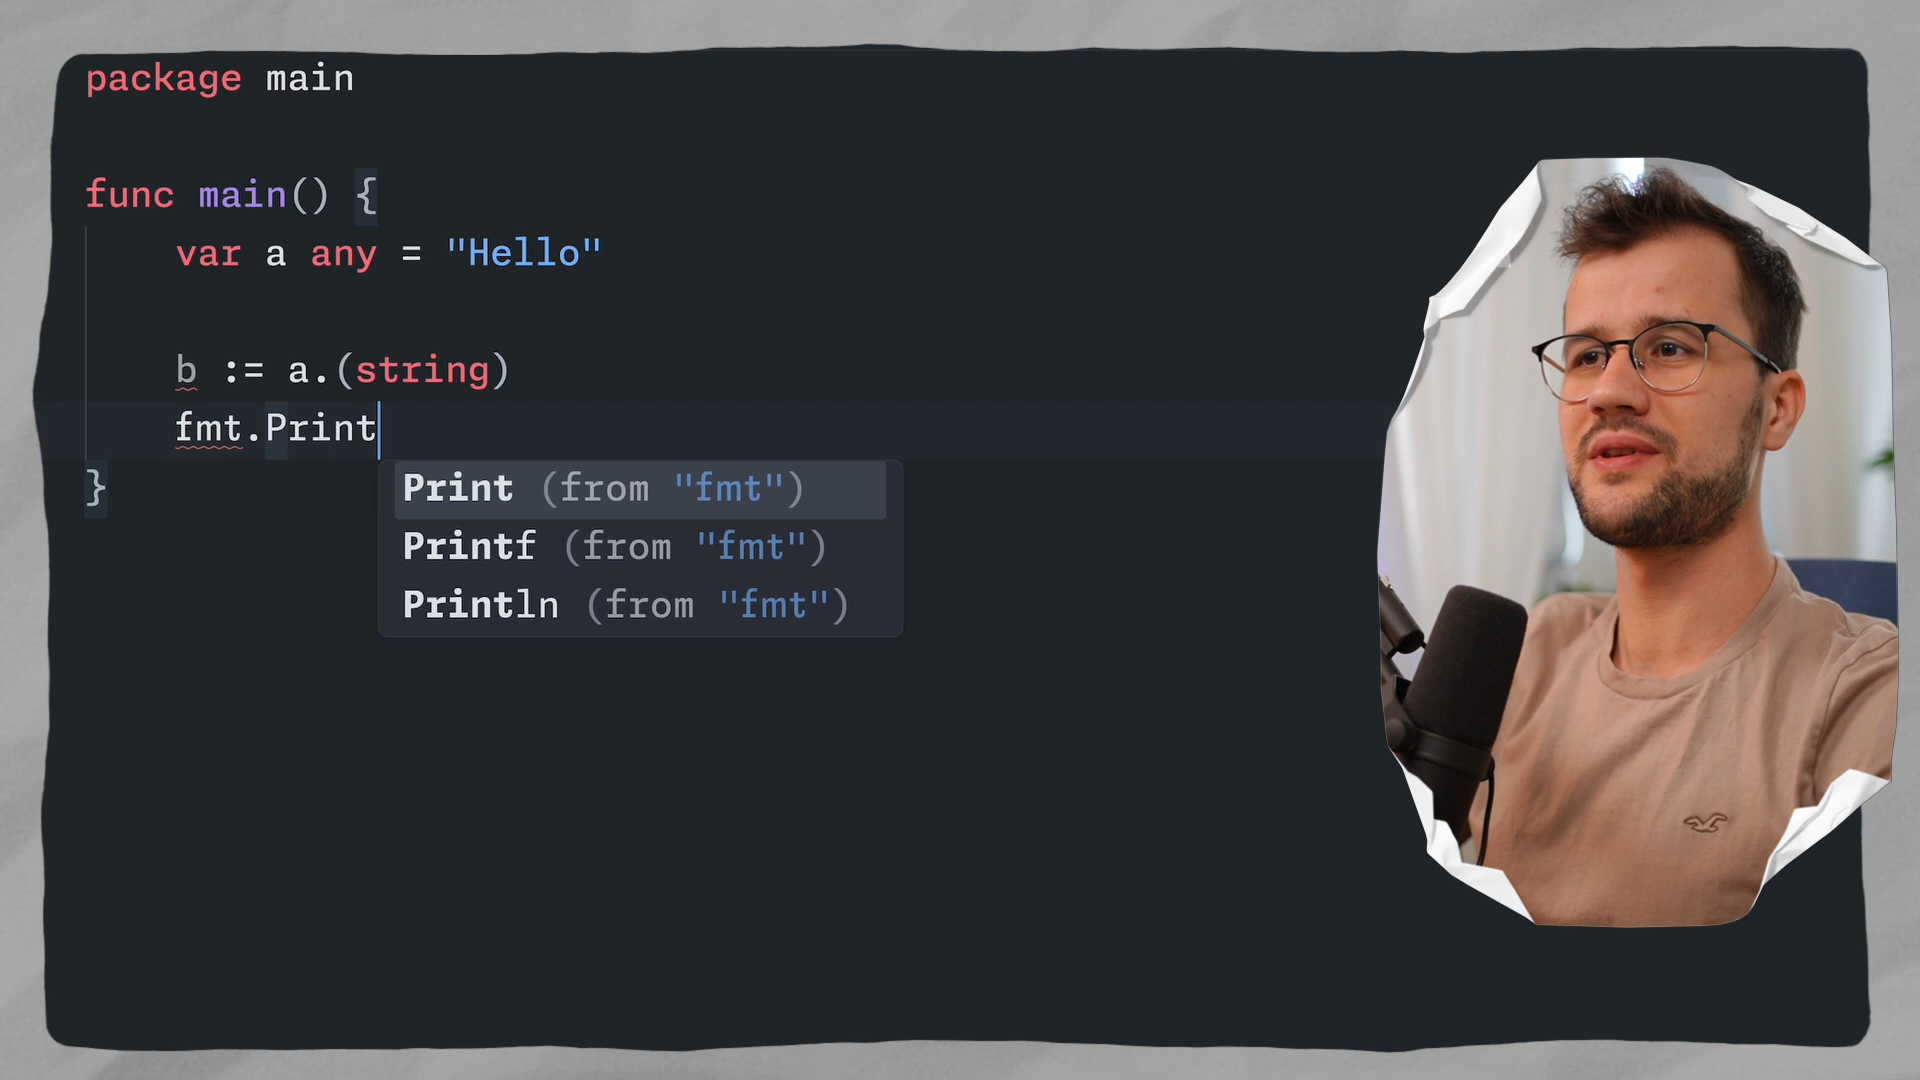 package main
func main() {
var a any = "Hello"
b := a.(string)
fmt.Print
}
Print (from "fmt")
Printf (from "fmt")
Println (from "fmt")